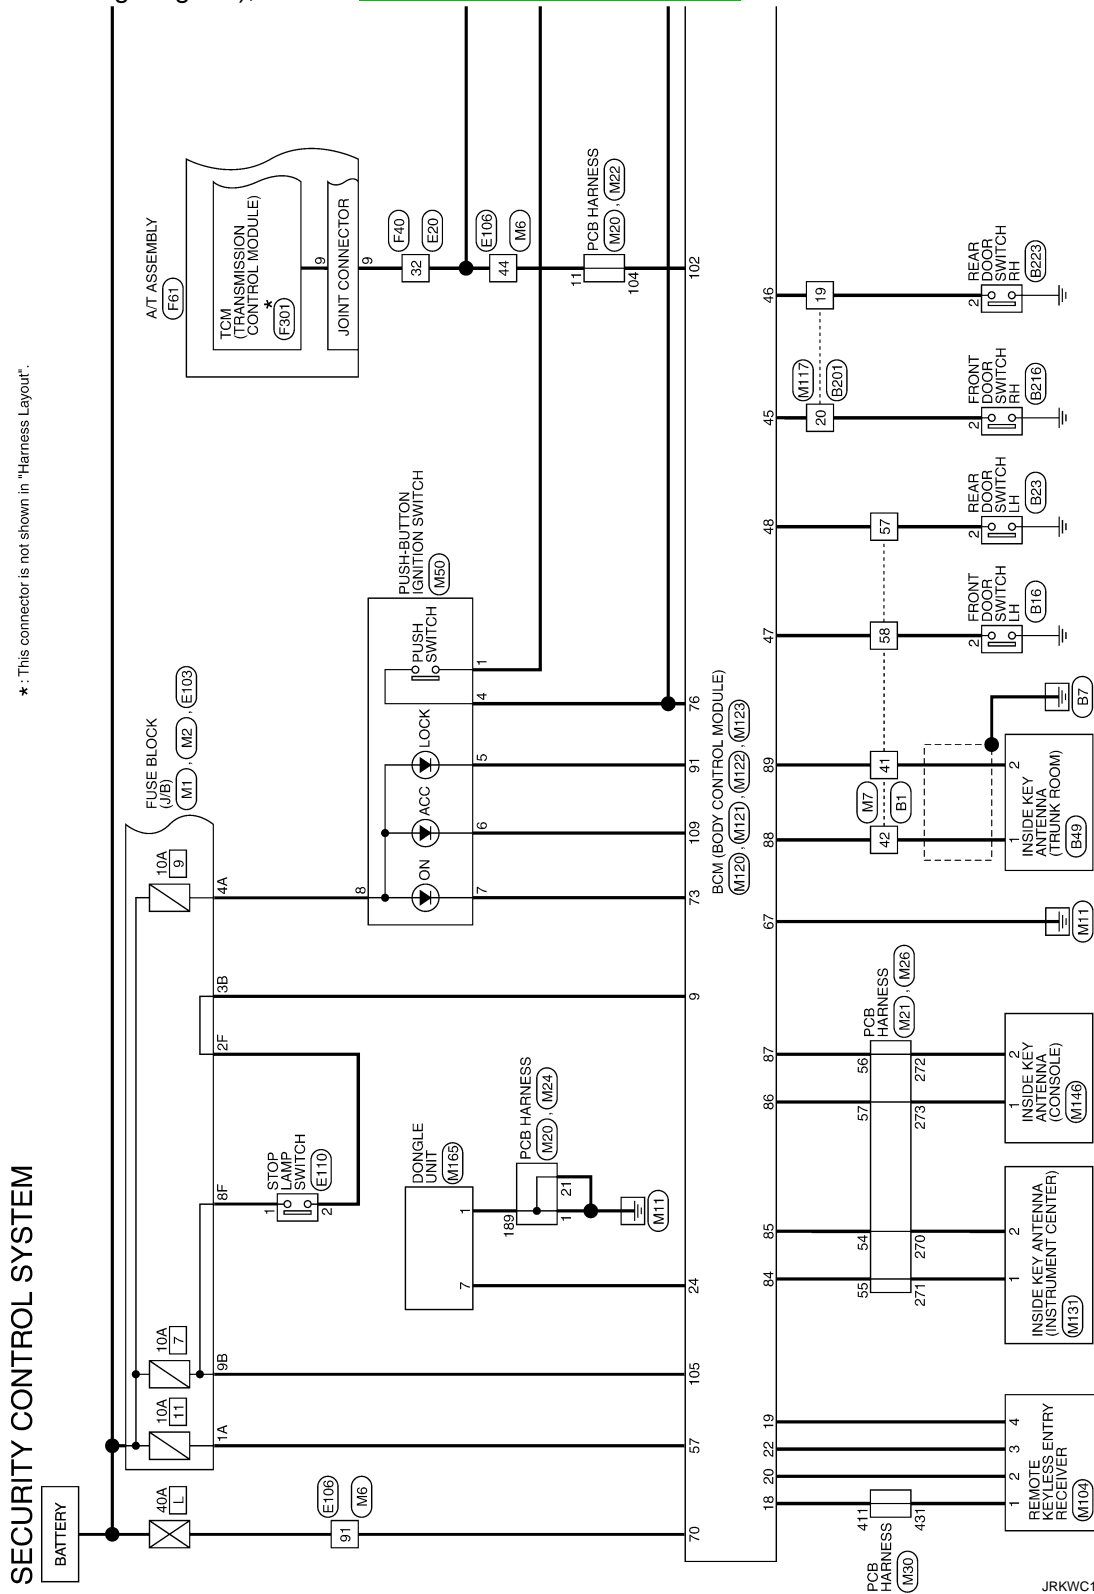 SECURITY CONTROL SYSTEM
* : This connector is not shown in "Harness Layout".
BATTERY
40A
L
E106
M6
91
10A
11
10A
7
10A
9
FUSE BLOCK
(J/B)
M1 , M2 , E103
1A
9B
8F
2F
3B
4A
STOP
LAMP
SWITCH
E110
1
2
DONGLE
UNIT
M165
7
1
PCB HARNESS
M20 , M24
189
1
21
M11
PUSH-BUTTON
IGNITION SWITCH
M50
8
ON
ACC
LOCK
PUSH
SWITCH
7
6
5
4
1
A/T ASSEMBLY
F61
TCM
(TRANSMISSION
CONTROL MODULE)
*
F301
9
JOINT CONNECTOR
9
F40
E20
32
E106
M6
44
PCB HARNESS
M20 , M22
11
104
70
57
105
24
9
73
109
91
76
102
BCM (BODY CONTROL MODULE)
M120 , M121 , M122 , M123
18
20
22
19
84
85
86
87
67
88
89
47
48
45
46
411
431
PCB
HARNESS
M30
1
2
3
4
REMOTE
KEYLESS ENTRY
RECEIVER
M104
55
54
57
56
271
270
273
272
PCB
HARNESS
M21 , M26
1
2
INSIDE KEY ANTENNA
(INSTRUMENT CENTER)
M131
1
2
INSIDE KEY
ANTENNA
(CONSOLE)
M146
M11
42
41
M7
B1
58
57
1
2
INSIDE KEY
ANTENNA
(TRUNK ROOM)
B49
B7
2
FRONT
DOOR
SWITCH
LH
B16
2
REAR
DOOR
SWITCH
LH
B23
M117
B201
20
19
2
FRONT
DOOR
SWITCH
RH
B216
2
REAR
DOOR
SWITCH
RH
B223
JRKWC1